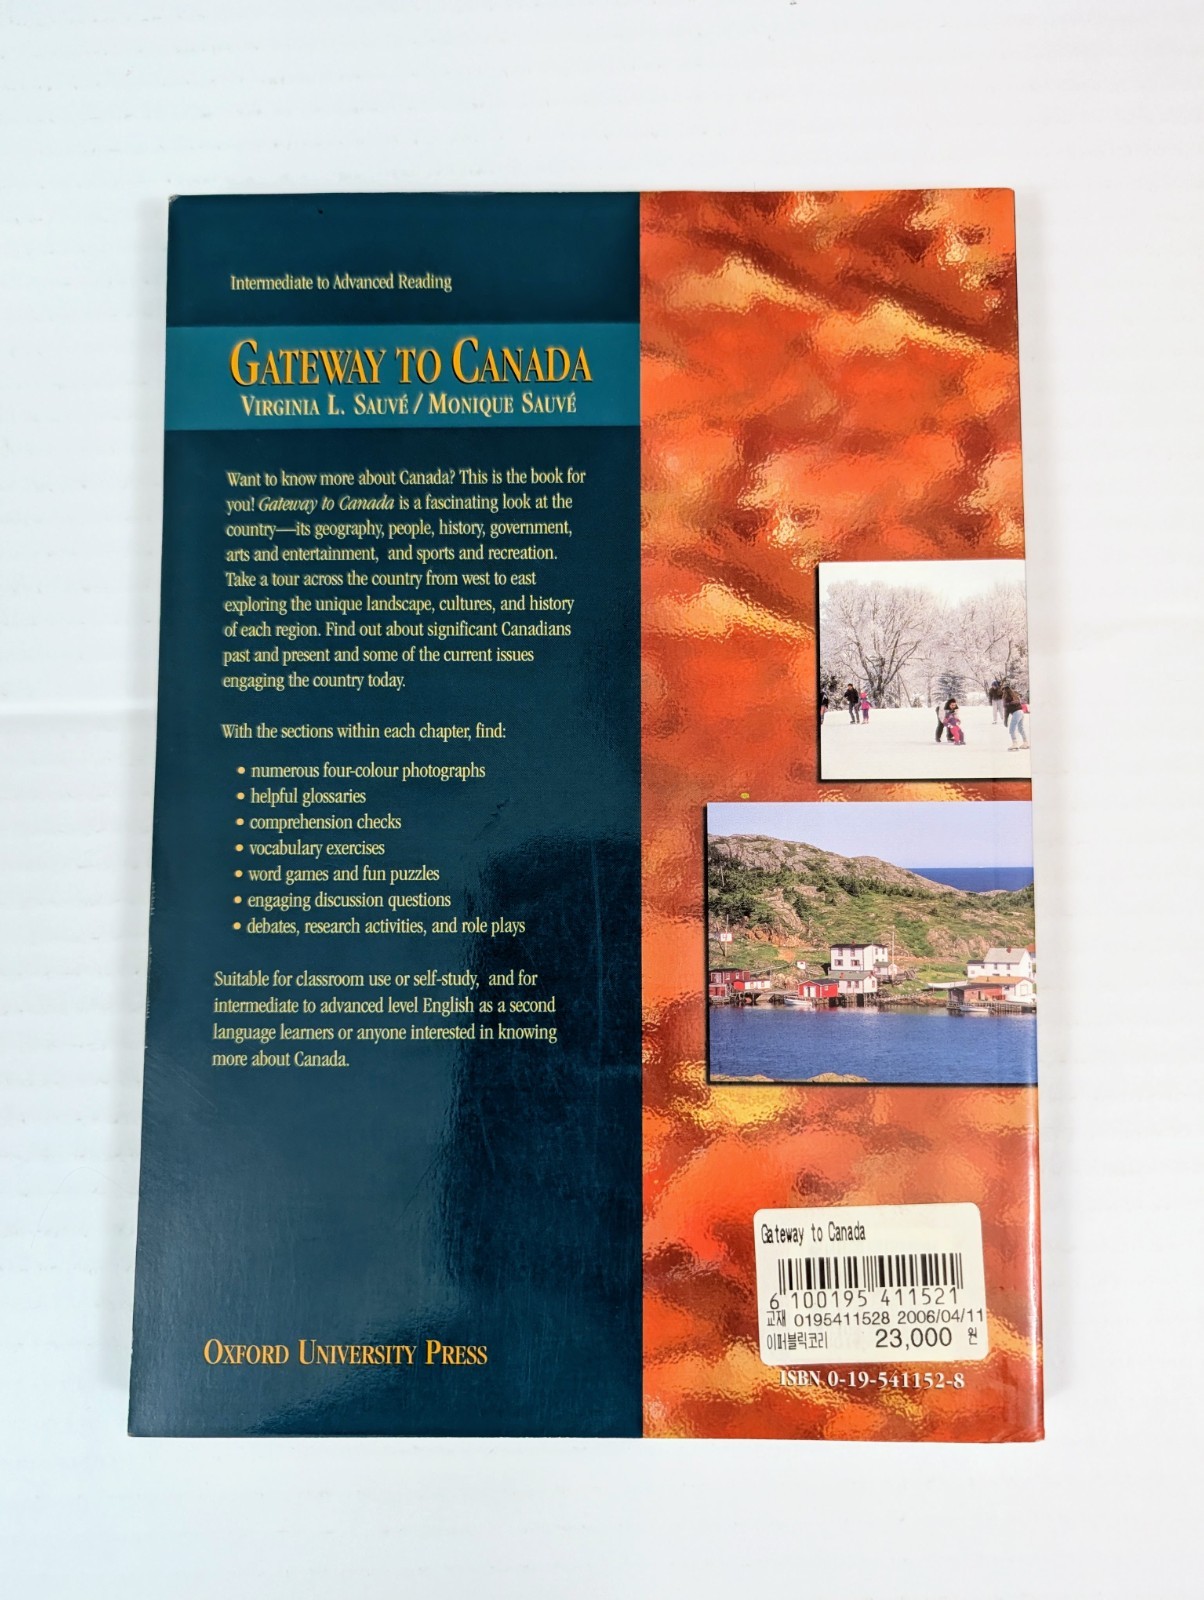 Intermediate to Advanced Reading
GATEWAY TO CANADA
VIRGINIA L. SAUVÉ / MONIQUE SAUVÉ
Want to know more about Canada? This is the book for
you! Gateway to Canada is a fascinating look at the
country—its geography, people, history, government,
arts and entertainment, and sports and recreation.
Take a tour across the country from west to east
exploring the unique landscape, cultures, and history
of each region. Find out about significant Canadians
past and present and some of the current issues
engaging the country today.
With the sections within each chapter, find:
• numerous four-colour photographs
• helpful glossaries
• comprehension checks
• vocabulary exercises
• word games and fun puzzles
• engaging discussion questions
• debates, research activities, and role plays
Suitable for classroom use or self-study, and for
intermediate to advanced level English as a second
language learners or anyone interested in knowing
more about Canada.
OXFORD UNIVERSITY PRESS
Gateway to Canada
6 100195 411521
교재 0195411528 2006/04/11
이퍼블릭코리 23,000 원
ISBN 0-19-541152-8